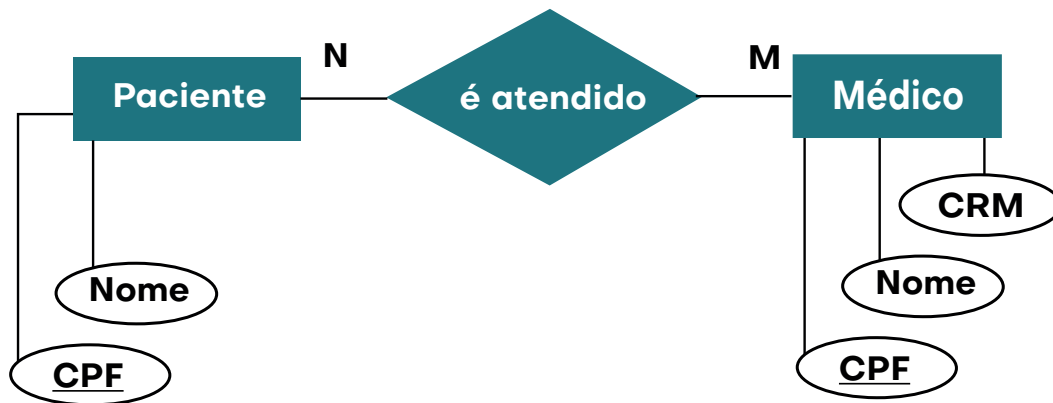 N
M
Paciente
é atendido
Médico
CRM
Nome
Nome
CPF
CPF